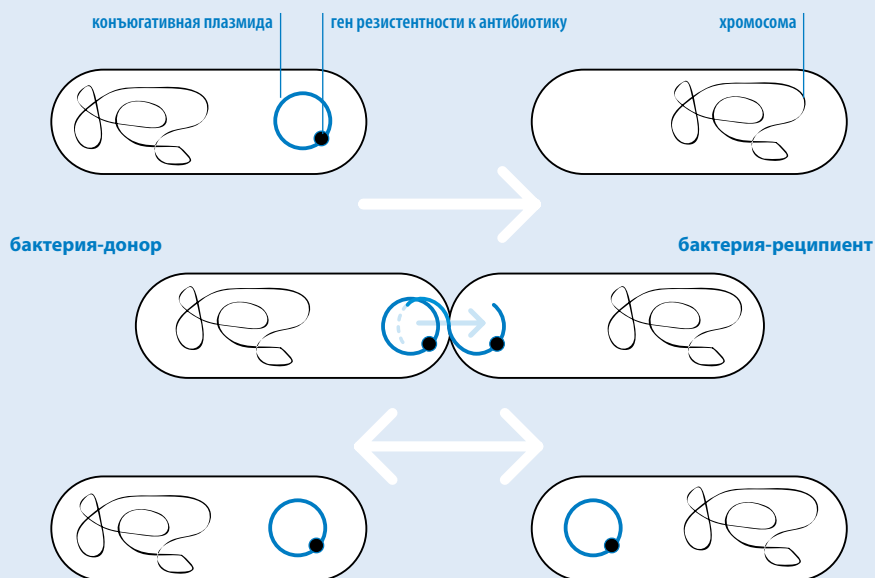 конъюгативная плазмида
ген резистентности к антибиотику
хромосома
бактерия-донор
бактерия-реципиент